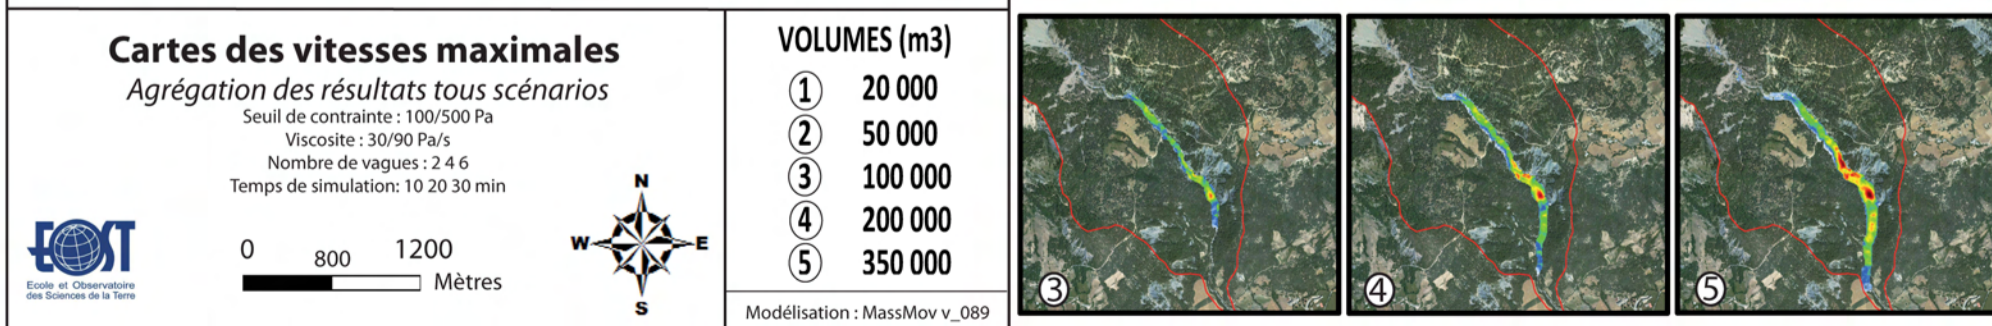 Cartes des vitesses maximales
Agrégation des résultats tous scénarios
Seuil de contrainte : 100/500 Pa
Viscosite : 30/90 Pa/s
Nombre de vagues : 2 4 6
Temps de simulation: 10 20 30 min
EOST
Ecole et Observatoire
des Sciences de la Terre
0 800 1200
Mètres
N
W E
S
VOLUMES (m3)
1 20 000
2 50 000
3 100 000
4 200 000
5 350 000
Modélisation : MassMov v_089
3
4
5